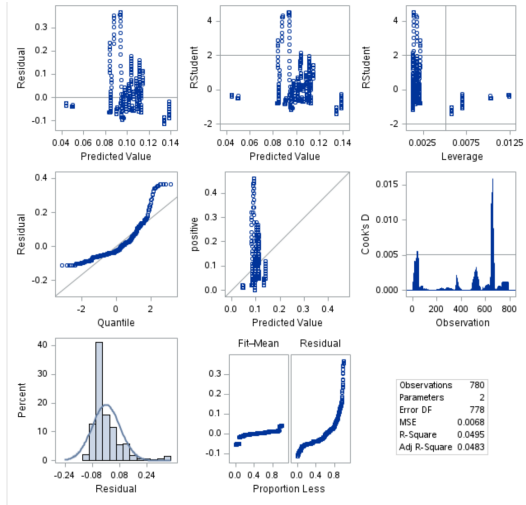 0.3
0.2
0.1
0.0
-0.1
Residual
0.04 0.06 0.08 0.10 0.12 0.14
Predicted Value
4
2
0
-2
RStudent
0.04 0.06 0.08 0.10 0.12 0.14
Predicted Value
4
2
0
-2
RStudent
0.0025 0.0075 0.0125
Leverage
0.4
0.2
0.0
-0.2
Residual
-2 0 2
Quantile
0.4
0.3
0.2
0.1
0.0
positive
0.0 0.1 0.2 0.3 0.4
Predicted Value
0.015
0.010
0.005
0.000
Cook's D
0 200 400 600 800
Observation
40
30
20
10
0
Percent
-0.24 -0.08 0.08 0.24
Residual
Fit–Mean Residual
0.3
0.2
0.1
0.0
-0.1
0.0 0.4 0.8 0.0 0.4 0.8
Proportion Less
Observations 780
Parameters 2
Error DF 778
MSE 0.0068
R-Square 0.0495
Adj R-Square 0.0483